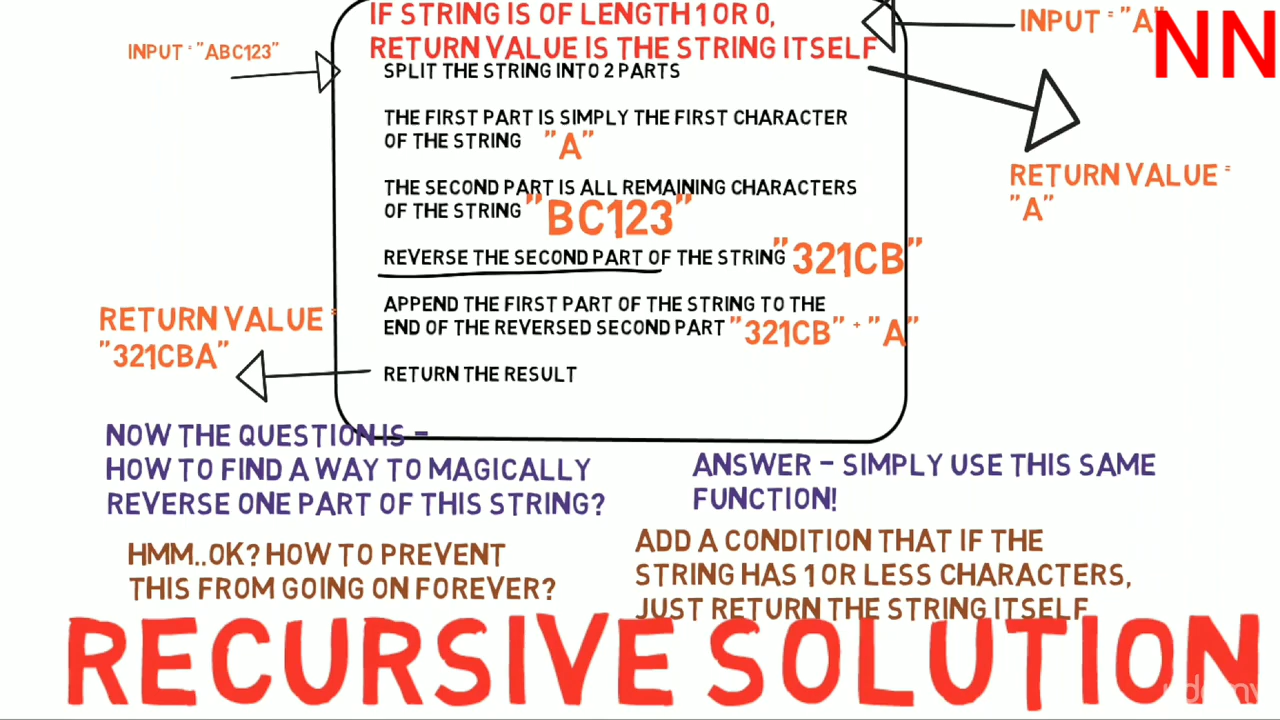 IF STRING IS OF LENGTH 1 OR 0,
RETURN VALUE IS THE STRING ITSELF
INPUT = "A"
NN
INPUT = "ABC123"
SPLIT THE STRING INTO 2 PARTS
THE FIRST PART IS SIMPLY THE FIRST CHARACTER
OF THE STRING "A"
RETURN VALUE =
"A"
THE SECOND PART IS ALL REMAINING CHARACTERS
OF THE STRING "BC123"
REVERSE THE SECOND PART OF THE STRING "321CB"
APPEND THE FIRST PART OF THE STRING TO THE
END OF THE REVERSED SECOND PART "321CB" + "A"
RETURN VALUE =
"321CBA"
RETURN THE RESULT
NOW THE QUESTION IS -
HOW TO FIND A WAY TO MAGICALLY
REVERSE ONE PART OF THIS STRING?
ANSWER - SIMPLY USE THIS SAME
FUNCTION!
HMM..OK? HOW TO PREVENT
THIS FROM GOING ON FOREVER?
ADD A CONDITION THAT IF THE
STRING HAS 1 OR LESS CHARACTERS,
JUST RETURN THE STRING ITSELF
RECURSIVE SOLUTION
udemy